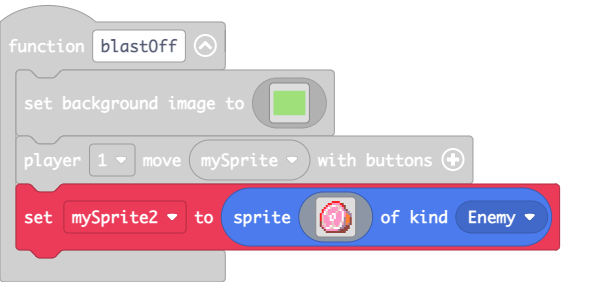 function blastOff
set background image to
player 1 move mySprite with buttons
set mySprite2 to sprite of kind Enemy